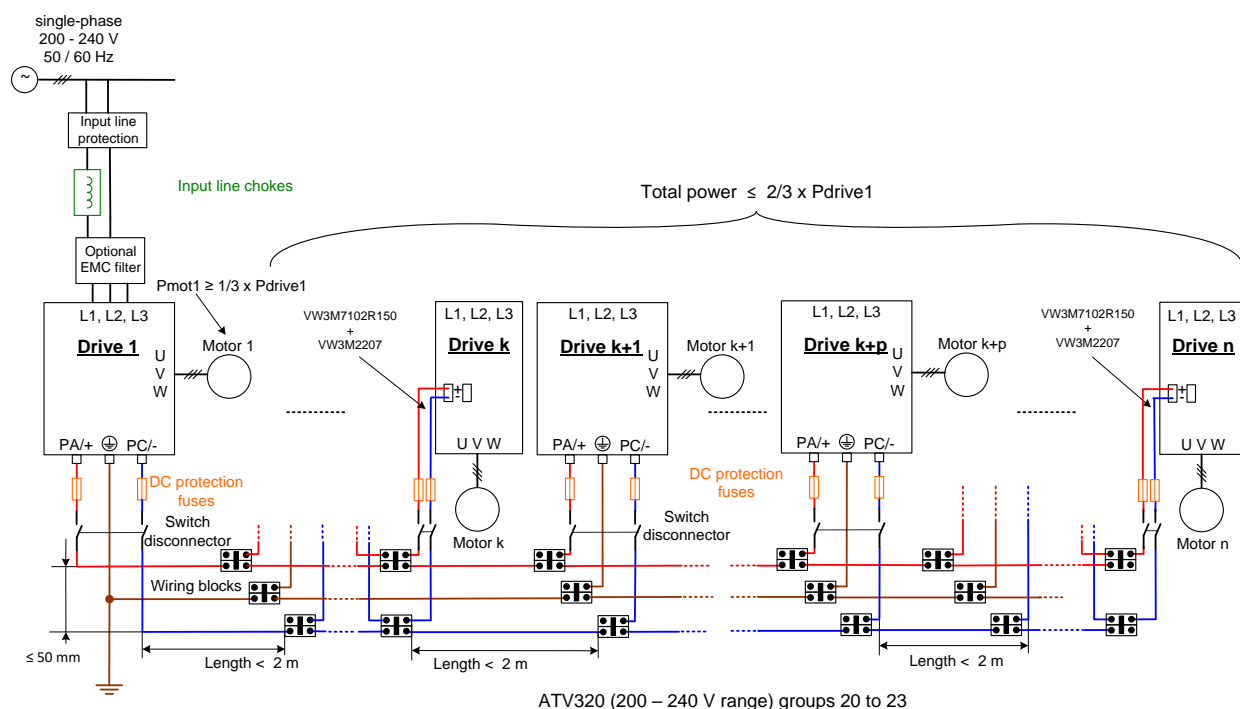 single-phase
200 - 240 V
50 / 60 Hz
~
Input line
protection
Input line chokes
Total power ≤ 2/3 x Pdrive1
Optional
EMC filter
Pmot1 ≥ 1/3 x Pdrive1
L1, L2, L3
Drive 1
U
V
W
Motor 1
PA/+
PC/-
VW3M7102R150
+
VW3M2207
L1, L2, L3
Drive k
+
-
U V W
Motor k
L1, L2, L3
Drive k+1
U
V
W
Motor k+1
PA/+
PC/-
L1, L2, L3
Drive k+p
U
V
W
Motor k+p
PA/+
PC/-
VW3M7102R150
+
VW3M2207
L1, L2, L3
Drive n
+
-
U V W
Motor n
DC protection
fuses
Switch
disconnector
Switch
disconnector
DC protection
fuses
Wiring blocks
≤ 50 mm
Length < 2 m
Length < 2 m
Length < 2 m
ATV320 (200 – 240 V range) groups 20 to 23